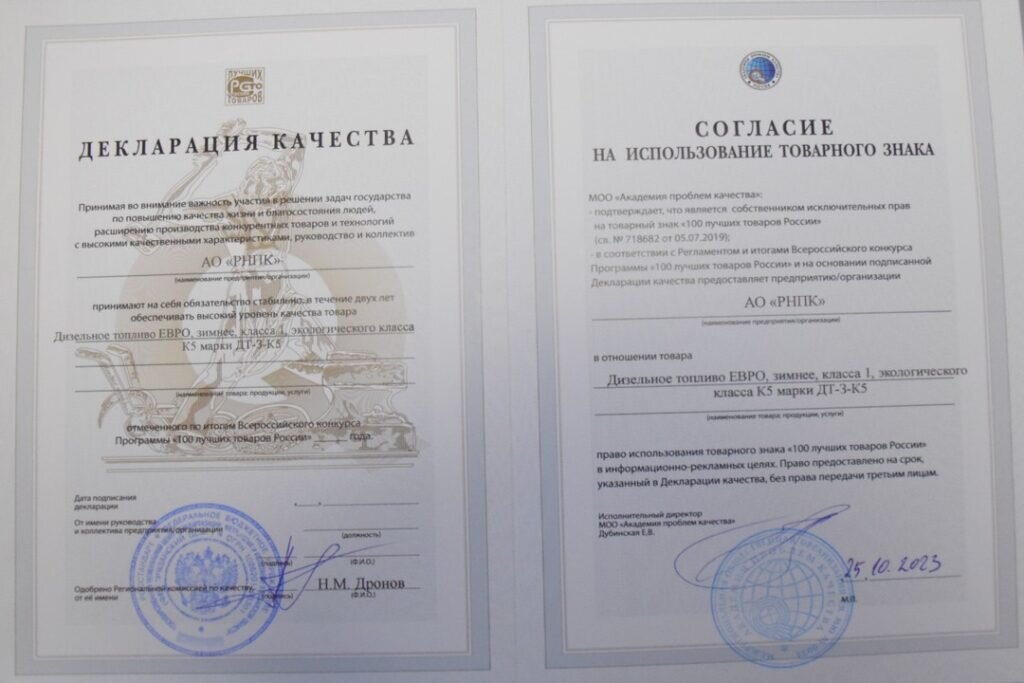 ЛУЧШИХ
СТО
ТОВАРОВ
ДЕКЛАРАЦИЯ КАЧЕСТВА
Принимая во внимание важность участия в решении задач государства
по повышению качества жизни и благосостояния людей,
расширению производства конкурентных товаров и технологий
с высокими качественными характеристиками, руководство и коллектив
АО «РНПК»
(наименование предприятия/организации)
принимают на себя обязательство стабильно, в течение двух лет
обеспечивать высокий уровень качества товара
Дизельное топливо ЕВРО, зимнее, класса 1, экологического класса
К5 марки ДТ-З-К5
(наименование товара: продукции, услуги)
отмеченного по итогам Всероссийского конкурса
Программы «100 лучших товаров России» года.
Дата подписания
декларации
От имени руководства
и коллектива предприятия, организации
(должность)
(подпись) (Ф.И.О.)
Одобрено Региональной комиссией по качеству,
от её имени
Н.М. Дронов
(подпись) (Ф.И.О.)
СОГЛАСИЕ
НА ИСПОЛЬЗОВАНИЕ ТОВАРНОГО ЗНАКА
МОО «Академия проблем качества»:
- подтверждает, что является собственником исключительных прав
на товарный знак «100 лучших товаров России»
(св. № 718682 от 05.07.2019);
- в соответствии с Регламентом и итогами Всероссийского конкурса
Программы «100 лучших товаров России» и на основании подписанной
Декларации качества предоставляет предприятию/организации
АО «РНПК»
(наименование предприятия/организации)
в отношении товара
Дизельное топливо ЕВРО, зимнее, класса 1, экологического
класса К5 марки ДТ-З-К5
(наименование товара: продукции, услуги)
право использования товарного знака «100 лучших товаров России»
в информационно-рекламных целях. Право предоставлено на срок,
указанный в Декларации качества, без права передачи третьим лицам.
Исполнительный директор
МОО «Академия проблем качества»
Дубинская Е.В.
25.10.2023
М.П.